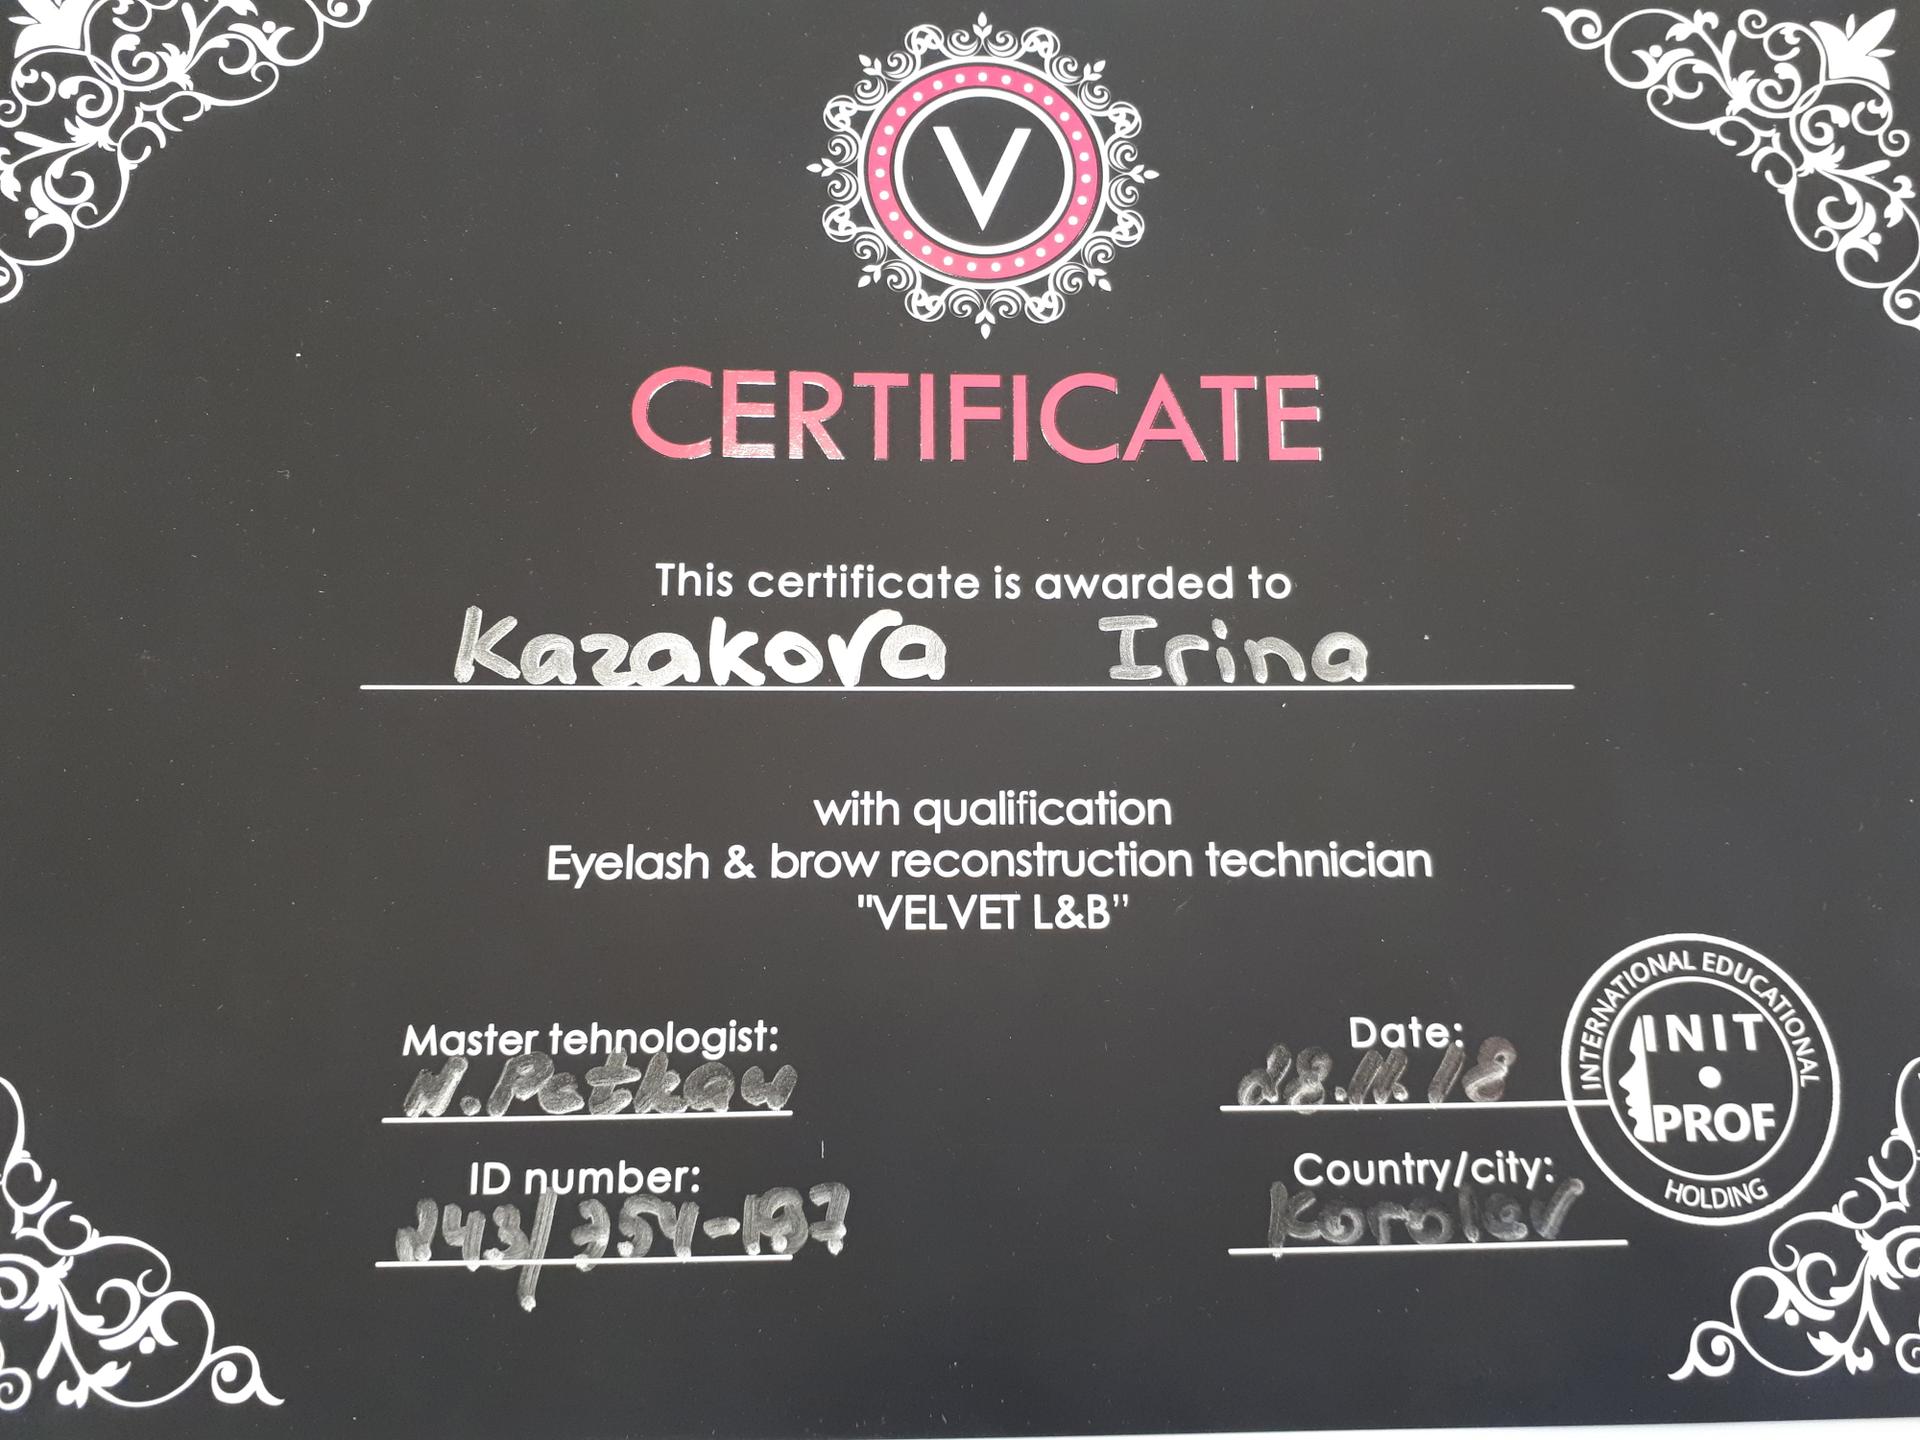 V
CERTIFICATE
This certificate is awarded to
Kazakova Irina
with qualification
Eyelash & brow reconstruction technician
"VELVET L&B"
Master tehnologist:
N. Petkau
Date:
28.11.18
ID number:
Country/city:
Korolev
INTERNATIONAL EDUCATIONAL
INIT
PROF
HOLDING